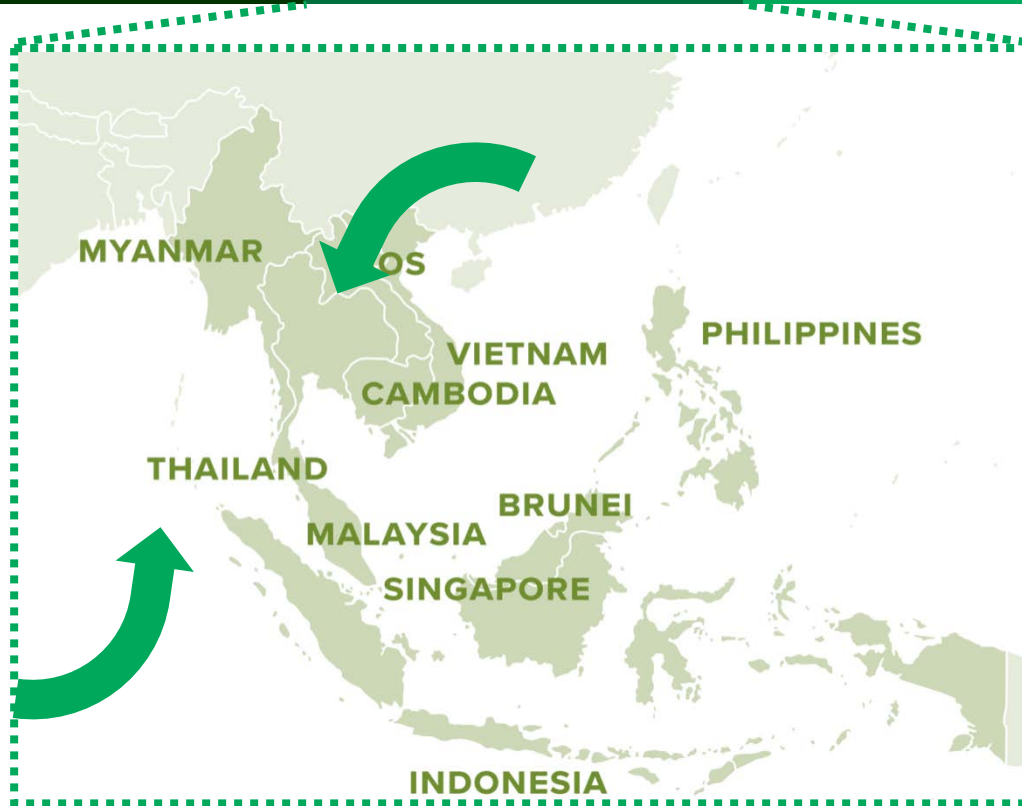 MYANMAR
OS
PHILIPPINES
VIETNAM
CAMBODIA
THAILAND
BRUNEI
MALAYSIA
SINGAPORE
INDONESIA